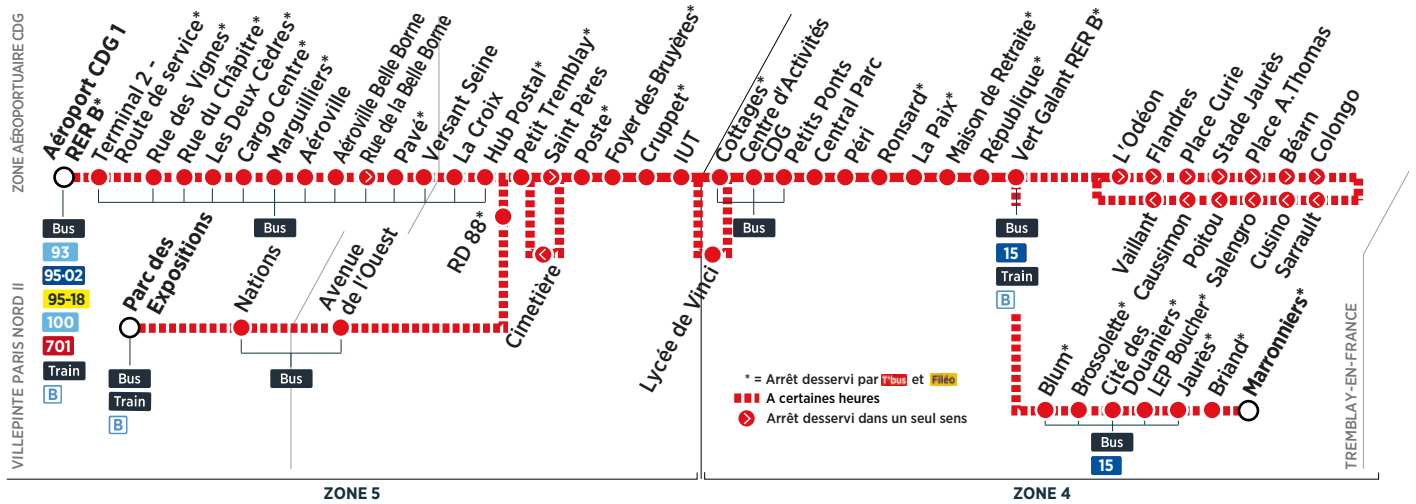 ZONE AÉROPORTUAIRE CDG
VILLEPINTE PARIS NORD II
Aéroport CDG 1
RER B*
Terminal 2 -
Route de service*
Rue des Vignes*
Rue du Châpitre*
Les Deux Cèdres*
Cargo Centre*
Marguilliers*
Aéroville
Aéroville Belle Borne
Rue de la Belle Borne
Pavé*
Versant Seine
La Croix
Hub Postal*
Petit Tremblay*
Saint Pères
Poste*
Foyer des Bruyères*
Cruppet*
IUT
Cottages*
Centre d'Activités
CDG
Petits Ponts
Central Parc
Péri
Ronsard*
La Paix*
Maison de Retraite*
République*
Vert Galant RER B*
L'Odéon
Flandres
Place Curie
Stade Jaurès
Place A.Thomas
Béarn
Colongo
Vaillant
Caussimon
Poitou
Salengro
Cusino
Sarrault
Bus
93
95-02
95-18
100
701
Train
B
Bus
Parc des
Expositions
Bus
Train
B
Nations
Avenue
de l'Ouest
Bus
RD 88*
Cimetière
Lycée de Vinci
Bus
Bus
15
Train
B
Blum*
Brossolette*
Cité des
Douaniers*
LEP Boucher*
Jaurès*
Briand*
Marronniers*
Bus
15
* = Arrêt desservi par T'bus et Filéo
A certaines heures
Arrêt desservi dans un seul sens
TREMBLAY-EN-FRANCE
ZONE 5
ZONE 4